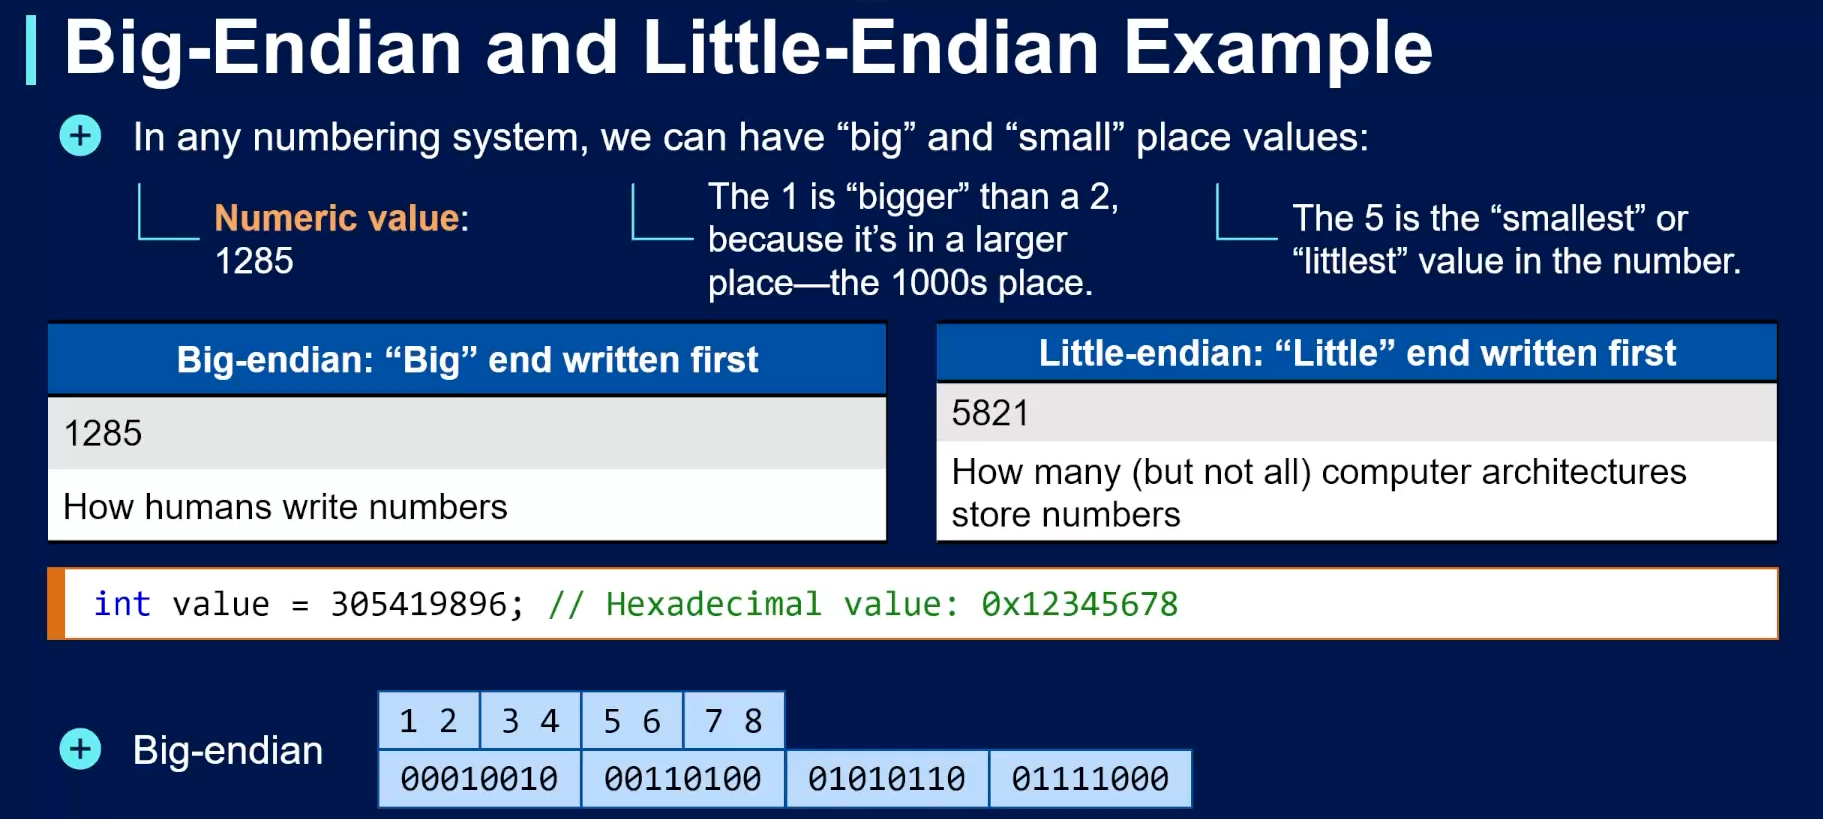 Big-Endian and Little-Endian Example
In any numbering system, we can have “big” and “small” place values:
Numeric value:
1285
The 1 is “bigger” than a 2,
because it’s in a larger
place—the 1000s place.
The 5 is the “smallest” or
“littlest” value in the number.
Big-endian: “Big” end written first
1285
How humans write numbers
Little-endian: “Little” end written first
5821
How many (but not all) computer architectures
store numbers
int value = 305419896; // Hexadecimal value: 0x12345678
Big-endian
1 2 3 4 5 6 7 8
00010010 00110100 01010110 01111000